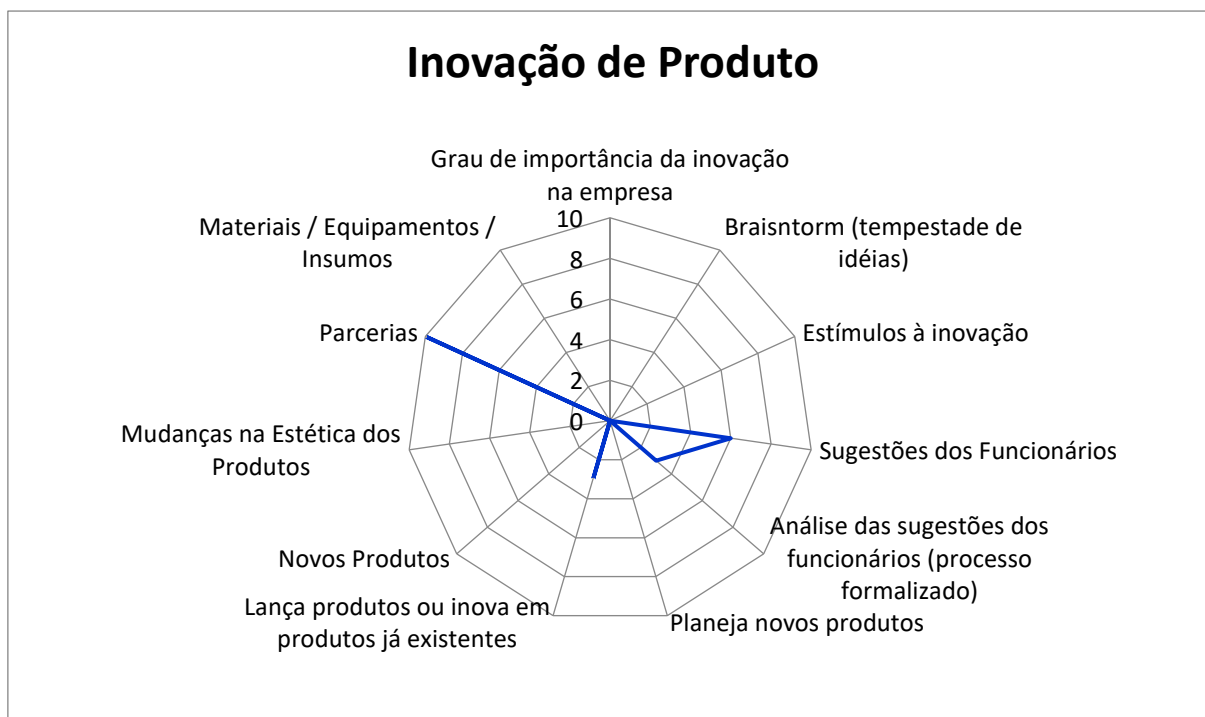 Inovação de Produto
Grau de importância da inovação
na empresa
Braisntorm (tempestade de
idéias)
Estímulos à inovação
Sugestões dos Funcionários
Análise das sugestões dos
funcionários (processo
formalizado)
Planeja novos produtos
Lança produtos ou inova em
produtos já existentes
Novos Produtos
Mudanças na Estética dos
Produtos
Parcerias
Materiais / Equipamentos /
Insumos
10
8
6
4
2
0